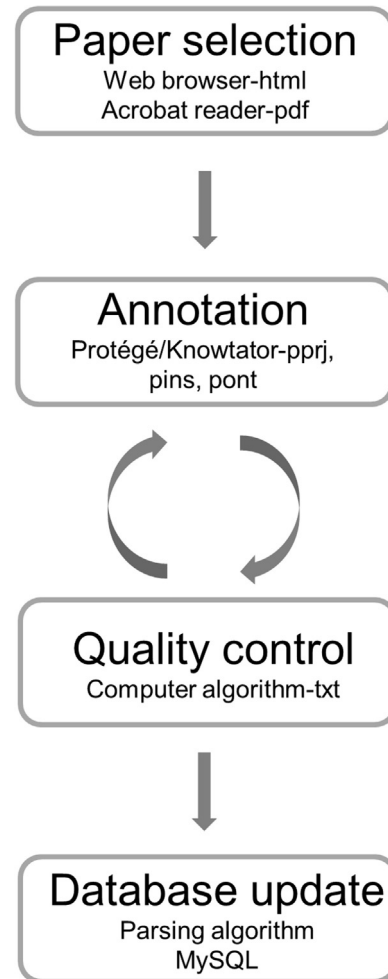 Paper selection
Web browser-html
Acrobat reader-pdf
Annotation
Protégé/Knowtator-pprj,
pins, pont
Quality control
Computer algorithm-txt
Database update
Parsing algorithm
MySQL